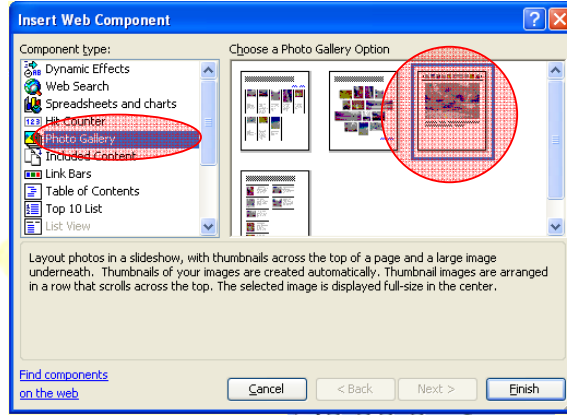 Insert Web Component
Component type:
Choose a Photo Gallery Option
Dynamic Effects
Web Search
Spreadsheets and charts
123 Hit Counter
Photo Gallery
Included Content
Link Bars
Table of Contents
Top 10 List
List View
Layout photos in a slideshow, with thumbnails across the top of a page and a large image
underneath. Thumbnails of your images are created automatically. Thumbnail images are arranged
in a row that scrolls across the top. The selected image is displayed full-size in the center.
Find components
on the web
Cancel
< Back
Next >
Finish